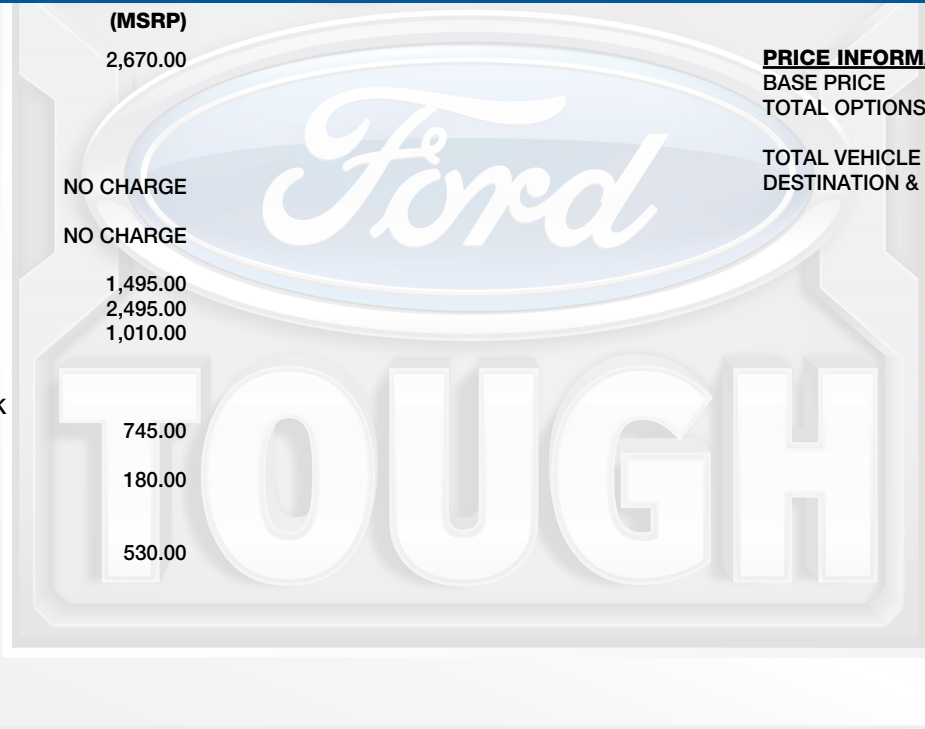 (MSRP)
2,670.00
NO CHARGE
NO CHARGE
1,495.00
2,495.00
1,010.00
K
745.00
180.00
530.00
PRICE INFORMA
BASE PRICE
TOTAL OPTIONS
TOTAL VEHICLE
DESTINATION &
Ford
TOUGH